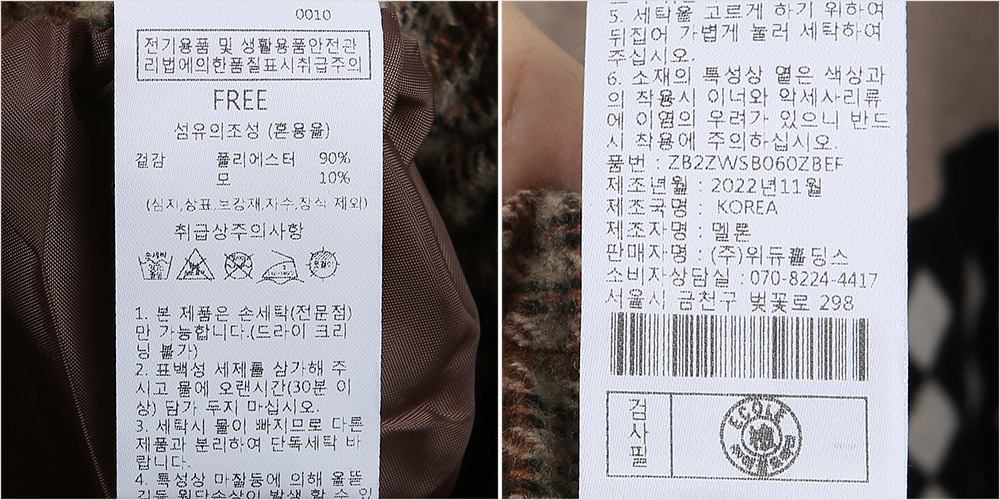 0010
전기용품 및 생활용품안전관
리법에의한품질표시취급주의
FREE
섬유의조성 (혼용율)
겉감 폴리에스터 90%
모 10%
(심지,상표,보강재,자수,장식 제외)
취급상주의사항
1. 본 제품은 손세탁(전문점)
만 가능합니다.(드라이 크리
닝 불가)
2. 표백성 세제를 삼가해 주
시고 물에 오랜시간(30분 이
상) 담가 두지 마십시오.
3. 세탁시 물이 빠지므로 다른
제품과 분리하여 단독세탁 바
랍니다.
4. 특성상 마찰등에 의해 올뜯
김등 원단손상이 발생 할 수 있
5. 세탁을 고르게 하기 위하여
뒤집어 가볍게 눌러 세탁하여
주십시오.
6. 소재의 특성상 옅은 색상과
의 착용시 이너와 악세사리류
에 이염의 우려가 있으니 반드
시 착용에 주의하십시오.
품번 : ZB2ZWSB060ZBEF
제조년월 : 2022년11월
제조국명 : KOREA
제조자명 : 멜론
판매자명 : (주)위듀홀딩스
소비자상담실 : 070-8224-4417
서울시 금천구 벚꽃로 298
검
사
필
ECOLE